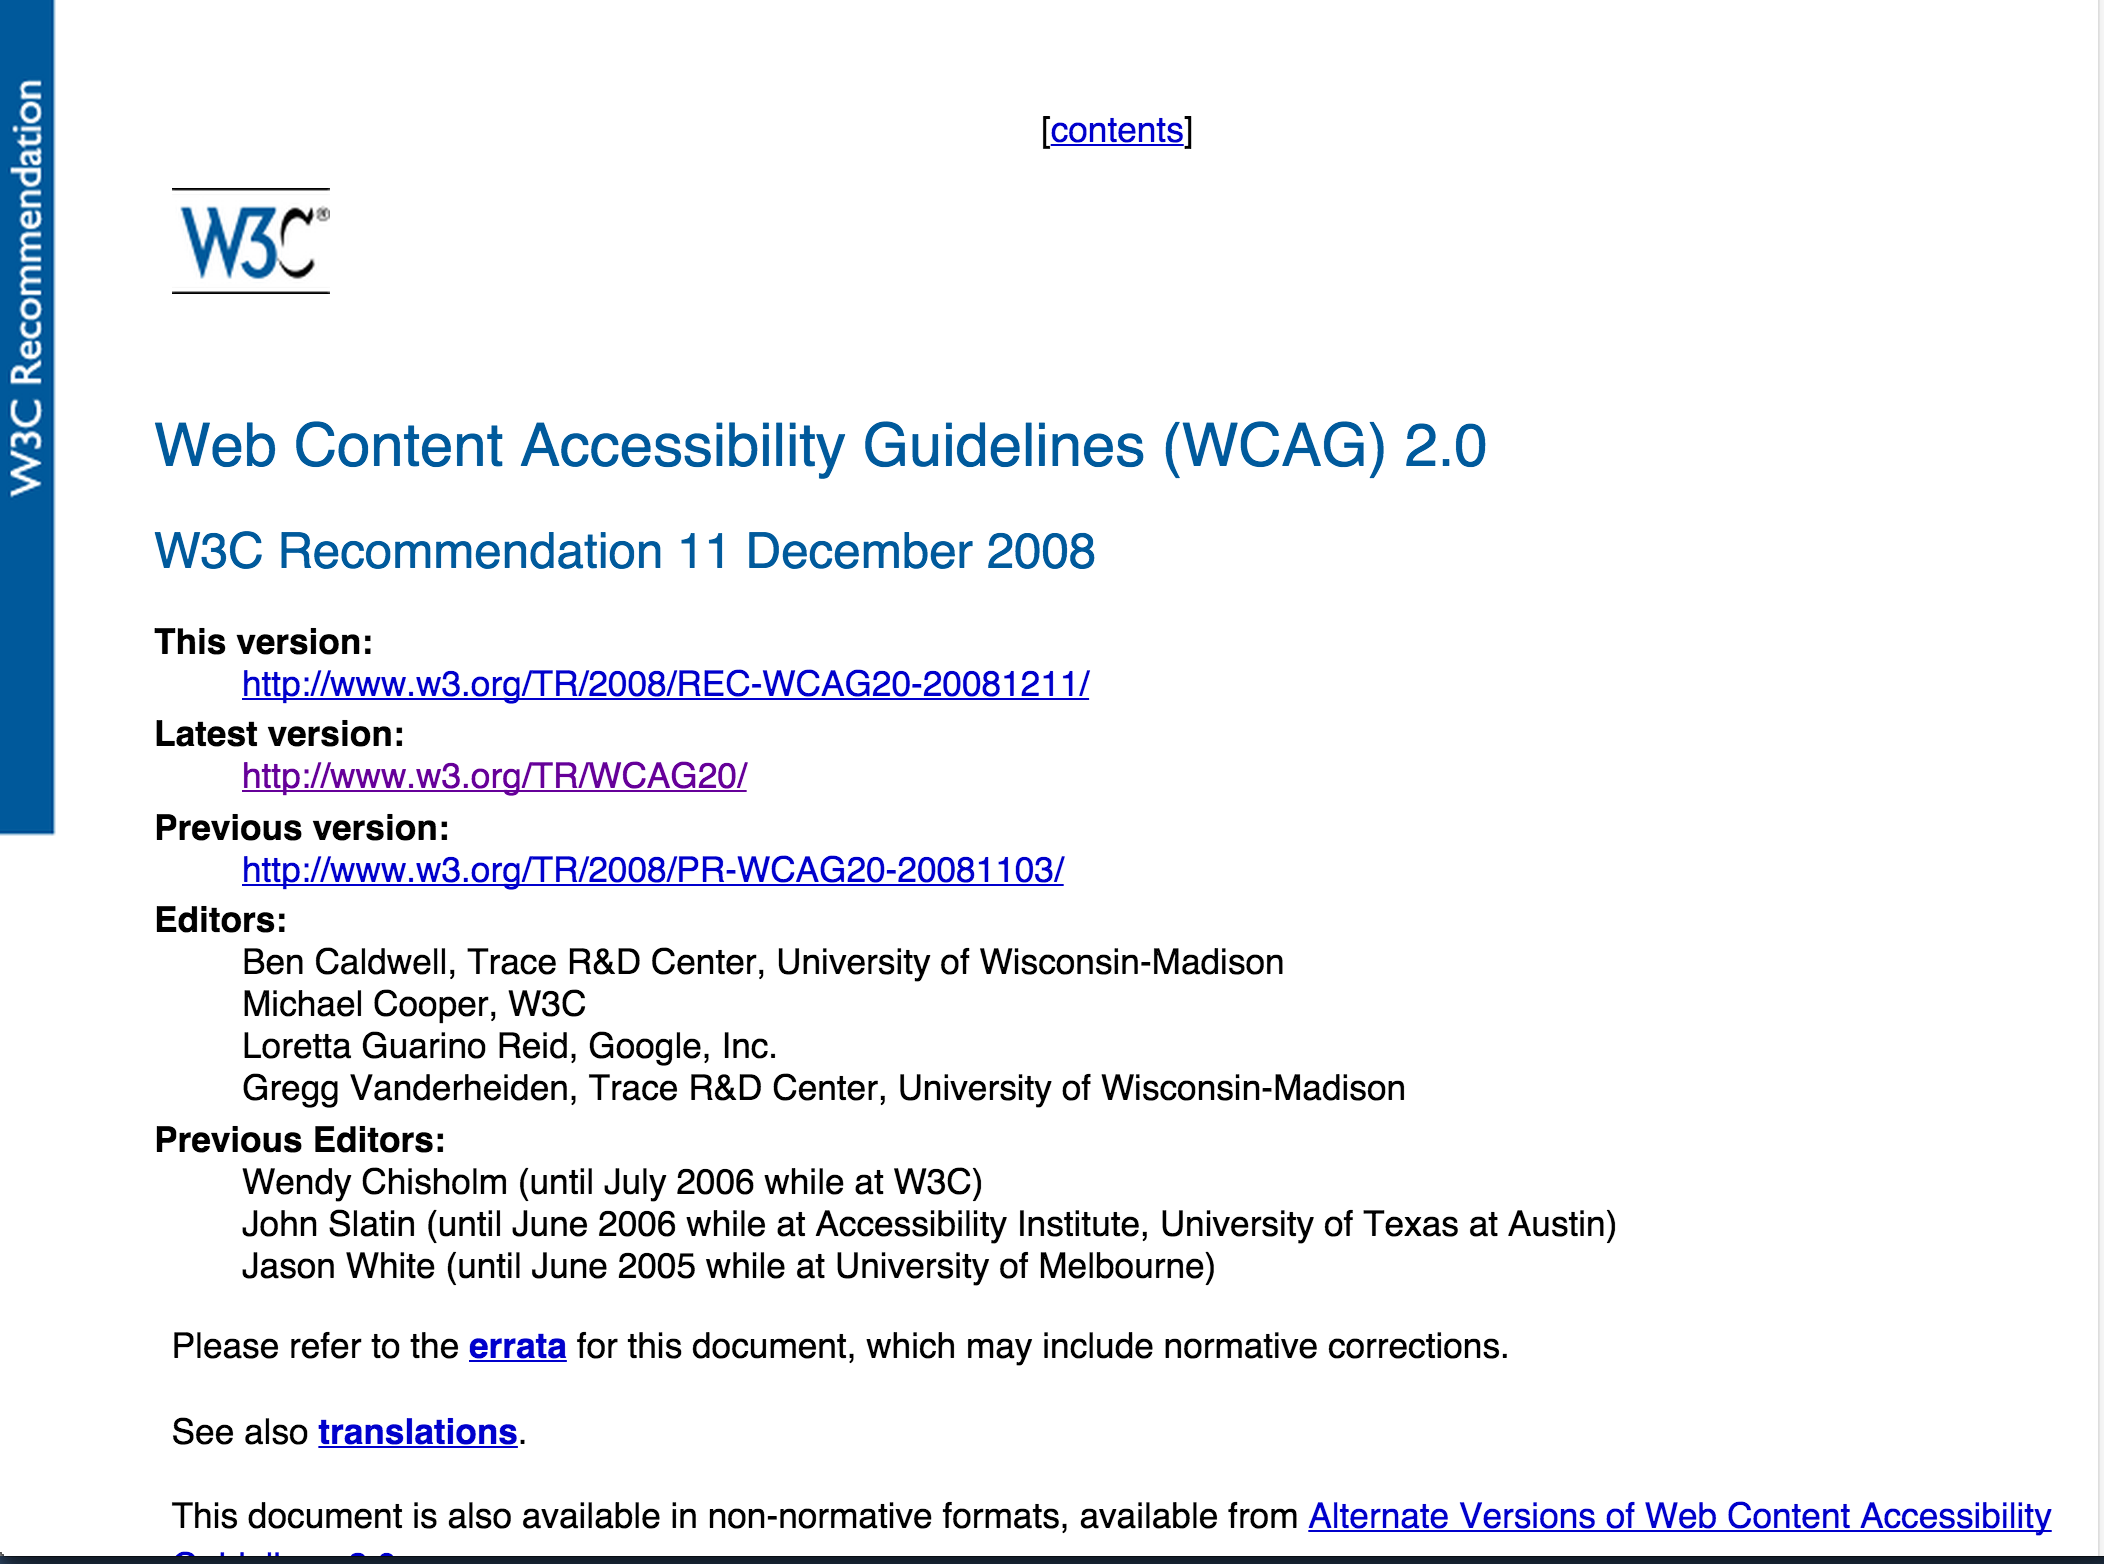 W3C Recommendation
[contents]
W3C®
Web Content Accessibility Guidelines (WCAG) 2.0
W3C Recommendation 11 December 2008
This version:
http://www.w3.org/TR/2008/REC-WCAG20-20081211/
Latest version:
http://www.w3.org/TR/WCAG20/
Previous version:
http://www.w3.org/TR/2008/PR-WCAG20-20081103/
Editors:
Ben Caldwell, Trace R&D Center, University of Wisconsin-Madison
Michael Cooper, W3C
Loretta Guarino Reid, Google, Inc.
Gregg Vanderheiden, Trace R&D Center, University of Wisconsin-Madison
Previous Editors:
Wendy Chisholm (until July 2006 while at W3C)
John Slatin (until June 2006 while at Accessibility Institute, University of Texas at Austin)
Jason White (until June 2005 while at University of Melbourne)
Please refer to the errata for this document, which may include normative corrections.
See also translations.
This document is also available in non-normative formats, available from Alternate Versions of Web Content Accessibility